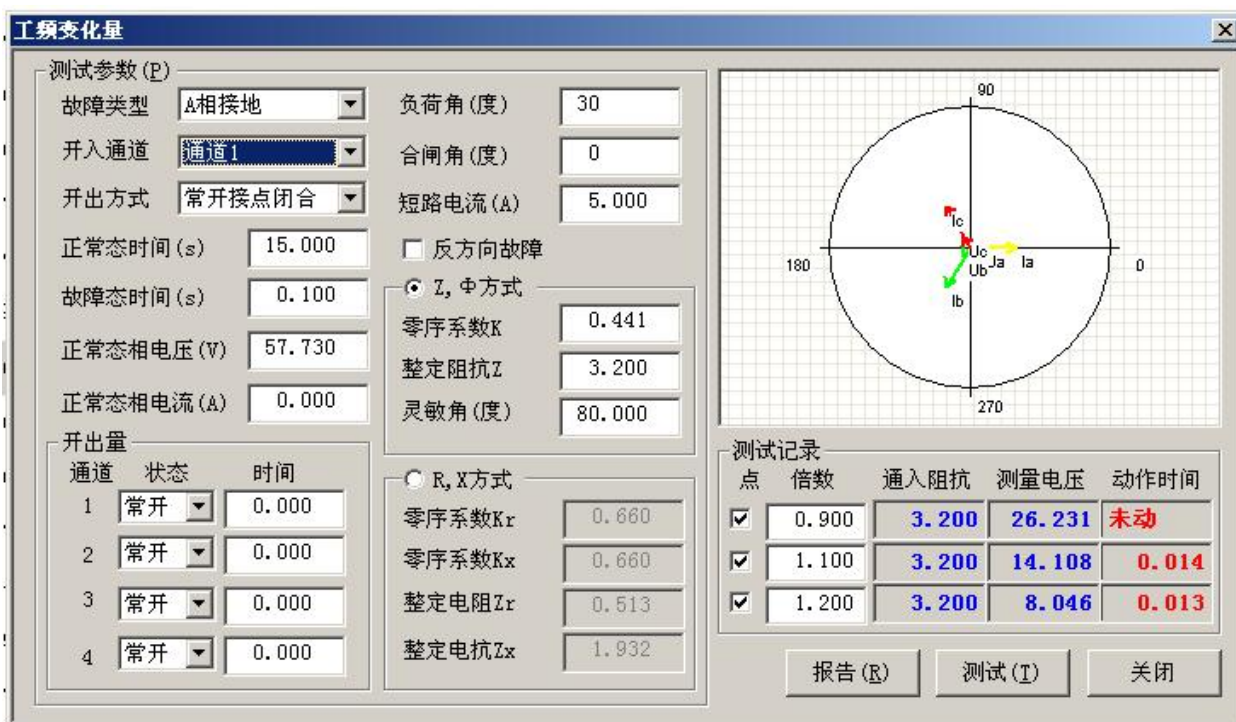 工频变化量
测试参数(P)
故障类型 A相接地
开入通道 通道1
开出方式 常开接点闭合
正常态时间(s) 15.000
故障态时间(s) 0.100
正常态相电压(V) 57.730
正常态相电流(A) 0.000
开出量
通道 状态 时间
1 常开 0.000
2 常开 0.000
3 常开 0.000
4 常开 0.000
负荷角(度) 30
合闸角(度) 0
短路电流(A) 5.000
反方向故障
Z,Φ方式
零序系数K 0.441
整定阻抗Z 3.200
灵敏角(度) 80.000
R,X方式
零序系数Kr 0.660
零序系数Kx 0.660
整定电阻Zr 0.513
整定电抗Zx 1.932
90
Ic
Uc
Ub Ja Ia
180 0
Ib
270
测试记录
点 倍数 通入阻抗 测量电压 动作时间
0.900 3.200 26.231 未动
1.100 3.200 14.108 0.014
1.200 3.200 8.046 0.013
报告(R) 测试(T) 关闭